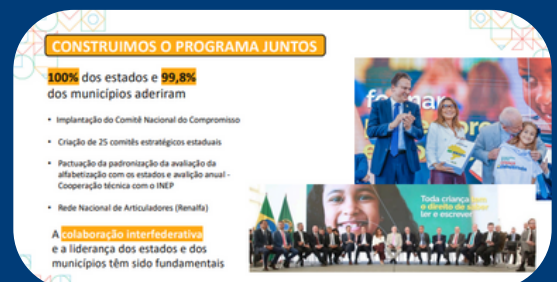 CONSTRUIMOS O PROGRAMA JUNTOS
100% dos estados e 99,8%
dos municípios aderiram
• Implantação do Comitê Nacional do Compromisso
• Criação de 25 comitês estratégicos estaduais
• Pactuação da padronização da avaliação da
alfabetização com os estados e avalição anual -
Cooperação técnica com o INEP
• Rede Nacional de Articuladores (Renalfa)
A colaboração interfederativa
e a liderança dos estados e dos
municípios têm sido fundamentais
Toda criança tem
o direito de saber
ler e escrever